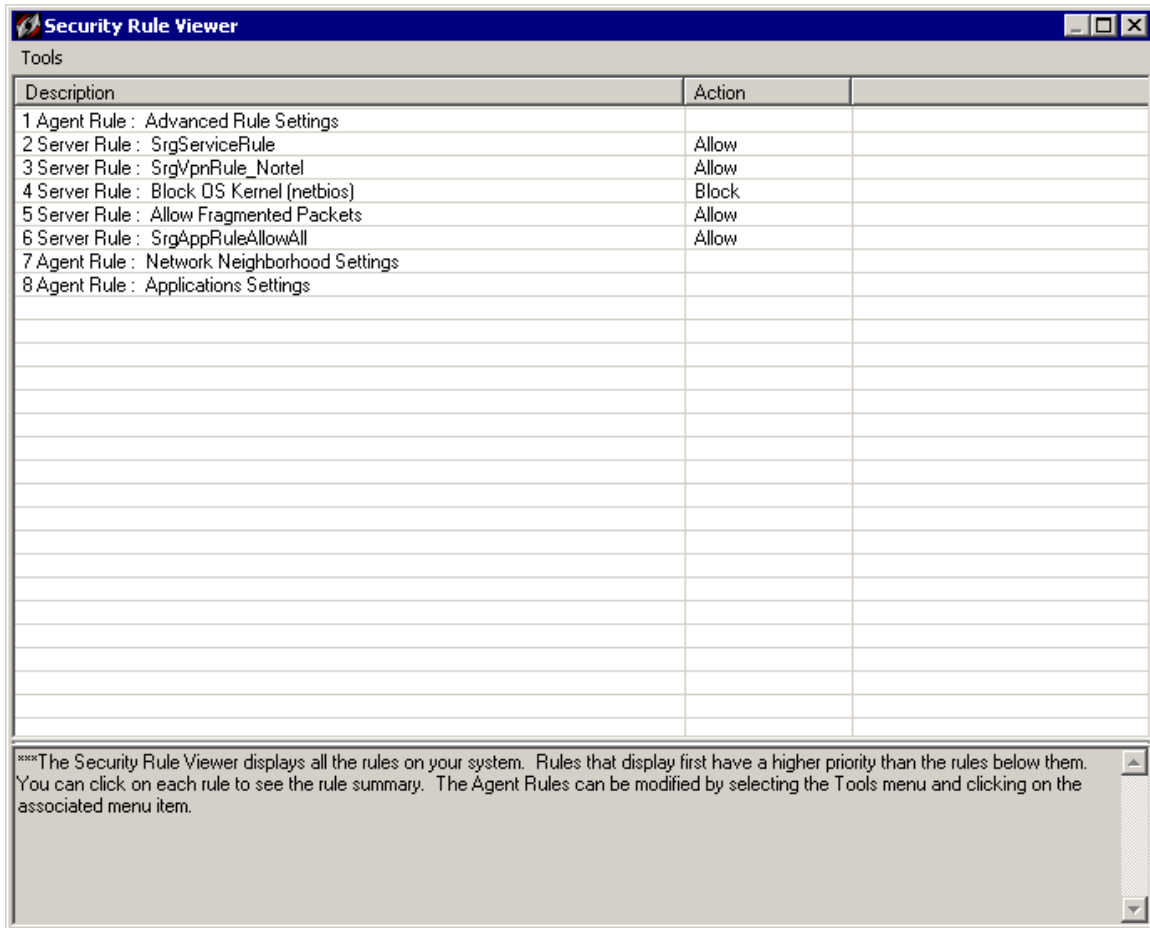 Security Rule Viewer
Tools
Description Action
1 Agent Rule : Advanced Rule Settings
2 Server Rule : SrgServiceRule Allow
3 Server Rule : SrgVpnRule_Nortel Allow
4 Server Rule : Block OS Kernel (netbios) Block
5 Server Rule : Allow Fragmented Packets Allow
6 Server Rule : SrgAppRuleAllowAll Allow
7 Agent Rule : Network Neighborhood Settings
8 Agent Rule : Applications Settings
***The Security Rule Viewer displays all the rules on your system. Rules that display first have a higher priority than the rules below them.
You can click on each rule to see the rule summary. The Agent Rules can be modified by selecting the Tools menu and clicking on the
associated menu item.